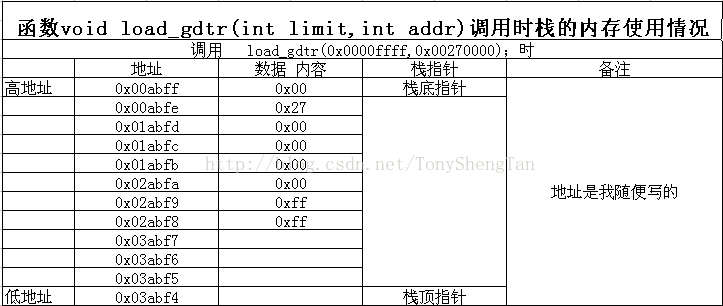 函数void load_gdtr(int limit,int addr)调用时栈的内存使用情况
调用 load_gdtr(0x0000ffff,0x00270000); 时
地址 数据 内容 栈指针 备注
高地址 0x00abff 0x00 栈底指针
0x00abfe 0x27
0x01abfd 0x00
0x01abfc 0x00
0x01abfb 0x00
0x02abfa 0x00
0x02abf9 0xff
0x02abf8 0xff
0x03abf7
0x03abf6
0x03abf5
低地址 0x03abf4 栈顶指针
地址是我随便写的
http://blog.csdn.net/TonyShengTan